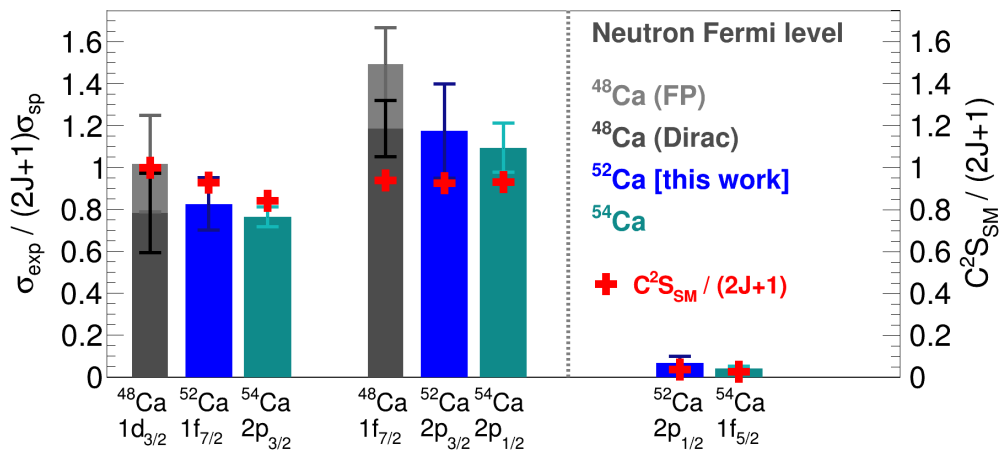 σexp / (2J+1)σsp
1.6
1.4
1.2
1
0.8
0.6
0.4
0.2
0
Neutron Fermi level
⁴⁸Ca (FP)
⁴⁸Ca (Dirac)
⁵²Ca [this work]
⁵⁴Ca
C²S_SM / (2J+1)
1.6
1.4
1.2
1
0.8
0.6
0.4
0.2
0
C²S_SM / (2J+1)
⁴⁸Ca ⁵²Ca ⁵⁴Ca ⁴⁸Ca ⁵²Ca ⁵⁴Ca ⁵²Ca ⁵⁴Ca
1d3/2 1f7/2 2p3/2 1f7/2 2p3/2 2p1/2 2p1/2 1f5/2